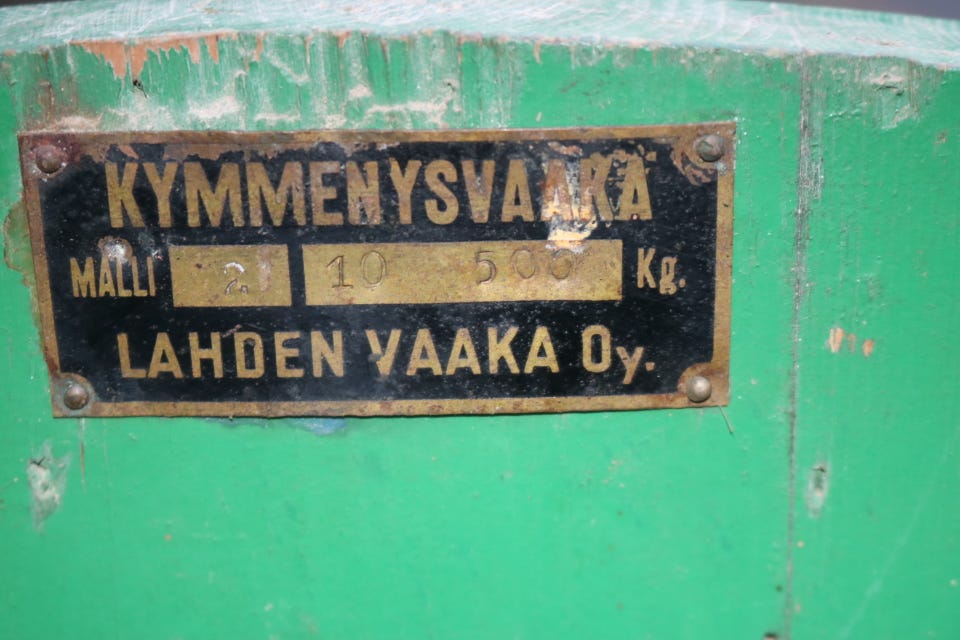 KYMMENYSVAAKA
MALLI 2. 10 500 Kg.
LAHDEN VAAKA Oy.